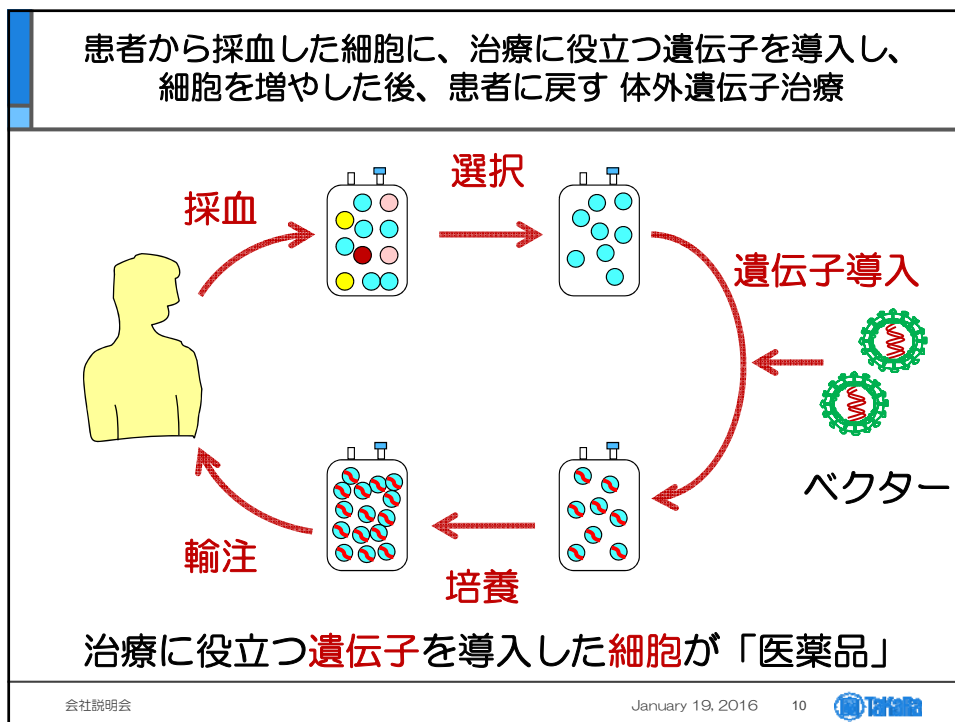 患者から採血した細胞に、治療に役立つ遺伝子を導入し、
細胞を増やした後、患者に戻す 体外遺伝子治療
選択
採血
遺伝子導入
ベクター
輸注
培養
治療に役立つ遺伝子を導入した細胞が「医薬品」
会社説明会
January 19, 2016
10
TaKaRa